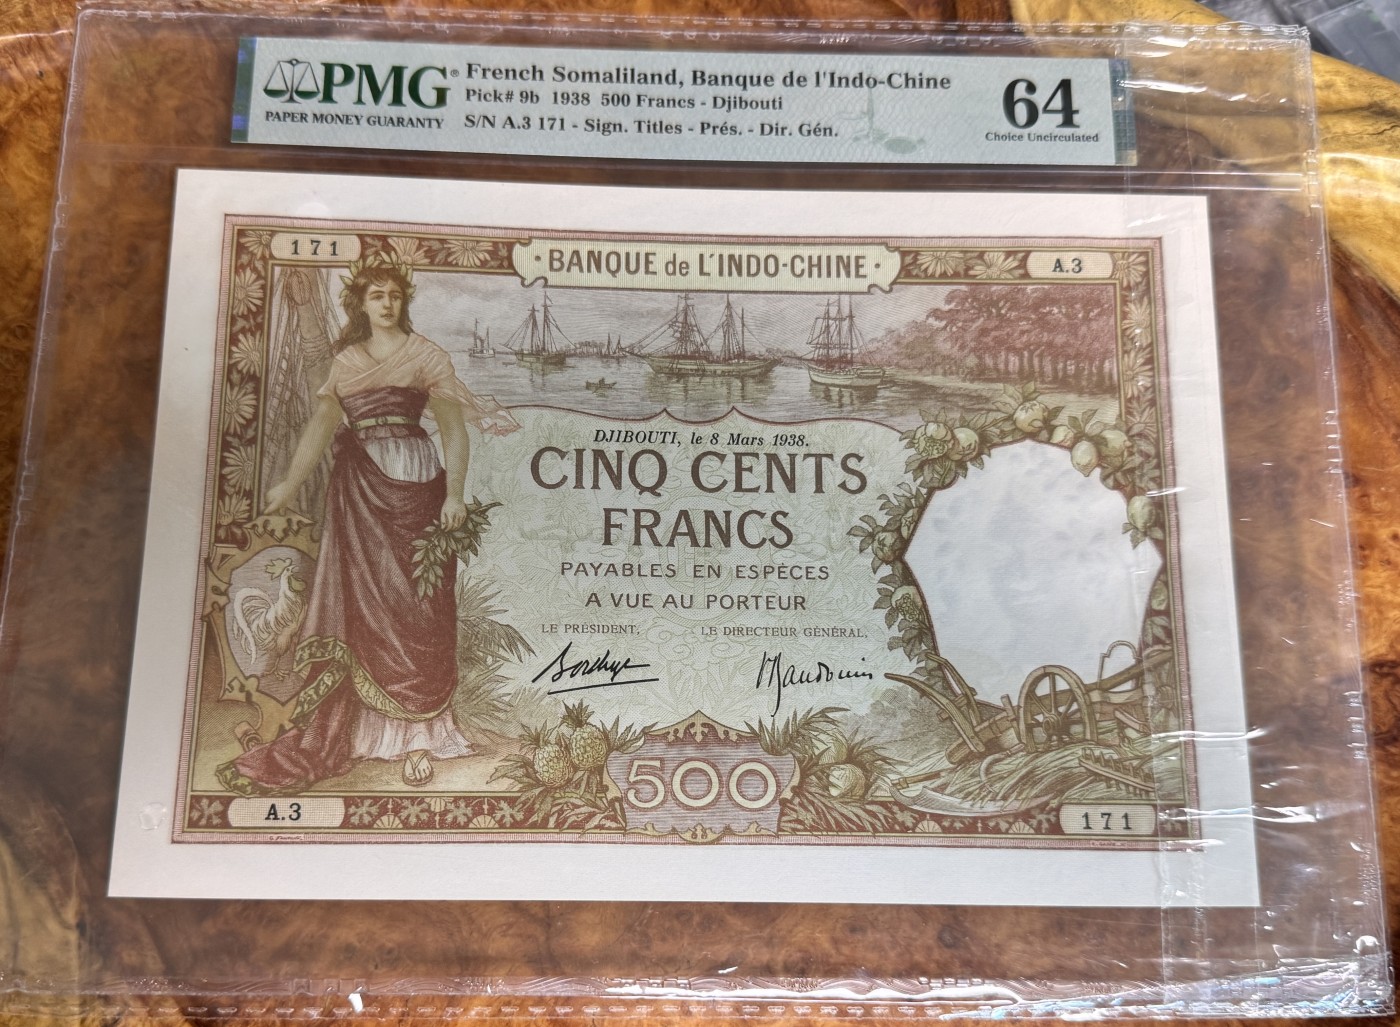 PMG®
PAPER MONEY GUARANTY
French Somaliland, Banque de l'Indo-Chine
Pick# 9b 1938 500 Francs - Djibouti
S/N A.3 171 - Sign. Titles - Prés. - Dir. Gén.
64
Choice Uncirculated
171
·BANQUE de L'INDO-CHINE·
A.3
DJIBOUTI, le 8 Mars 1938.
CINQ CENTS
FRANCS
PAYABLES EN ESPÈCES
A VUE AU PORTEUR
LE PRÉSIDENT,
LE DIRECTEUR GÉNÉRAL,
500
A.3
171